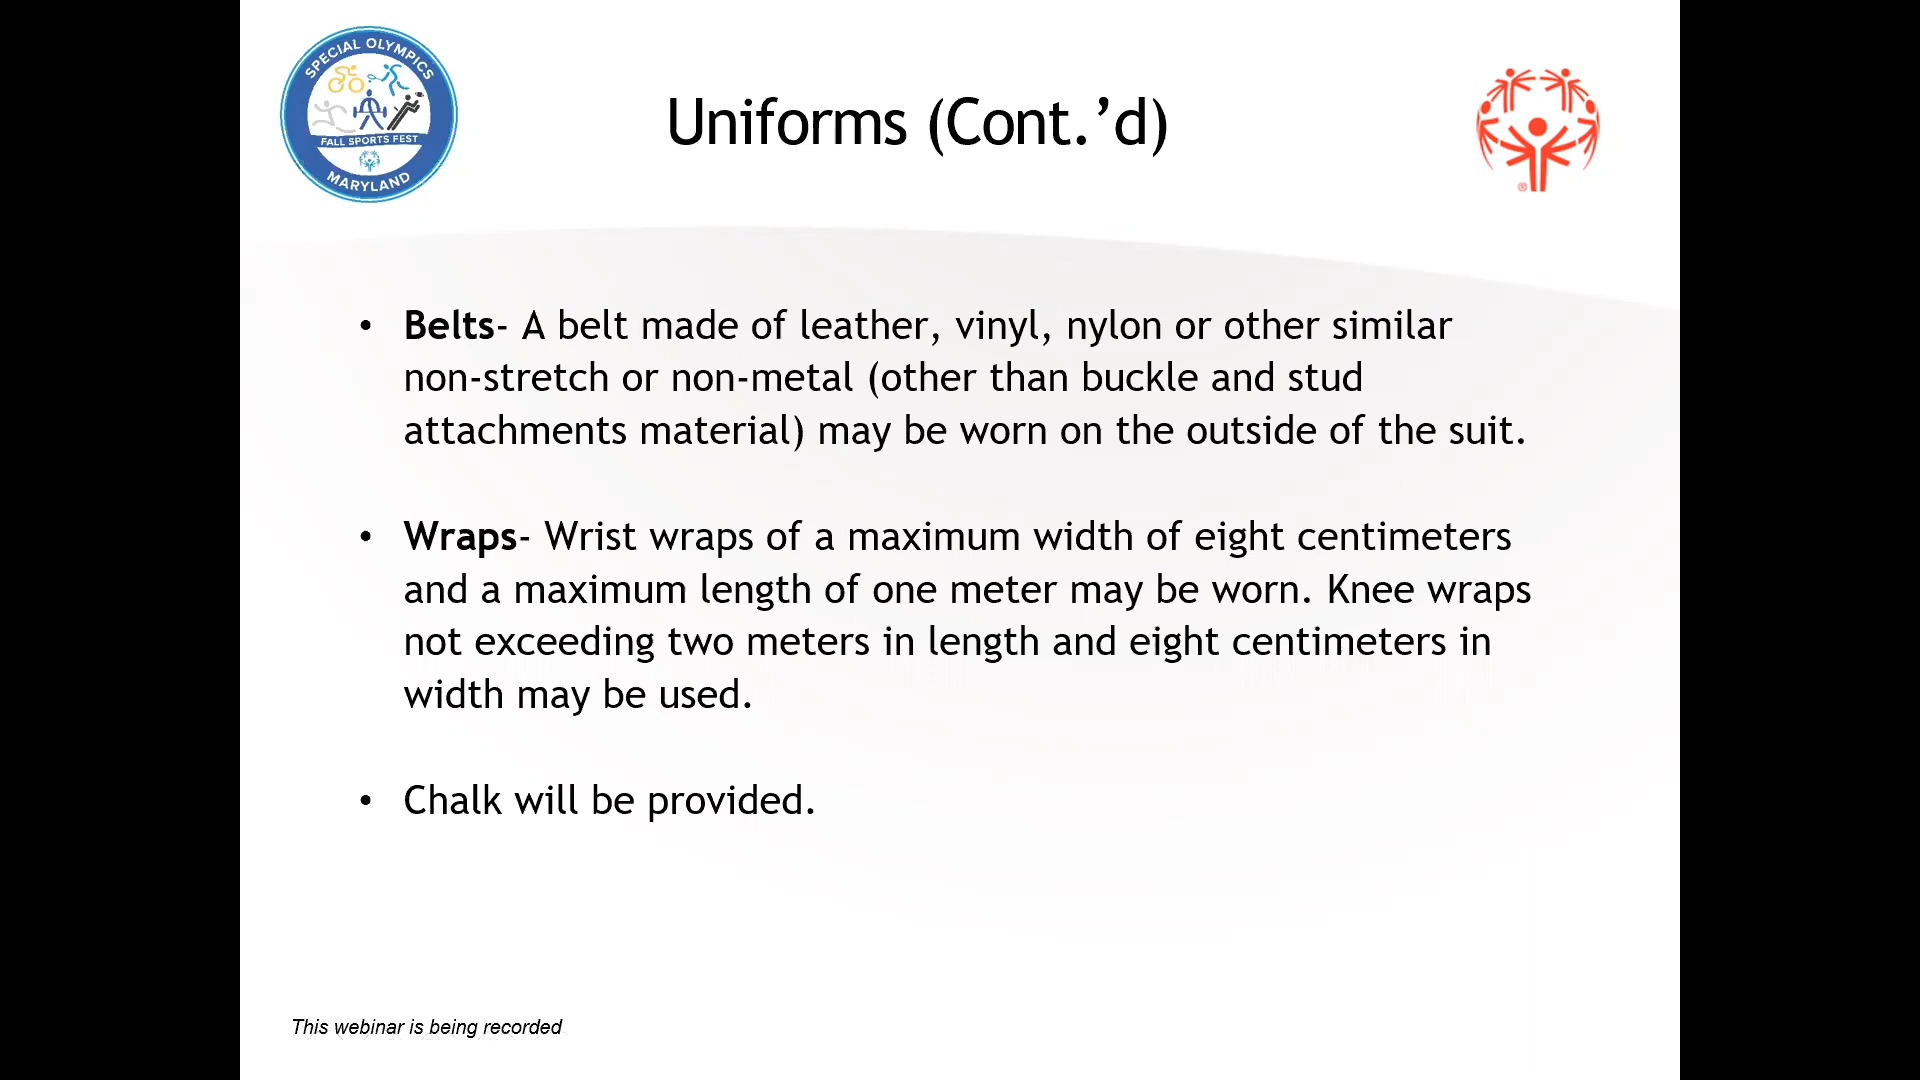 SPECIAL OLYMPICS
FALL SPORTS FEST
MARYLAND
Uniforms (Cont.’d)
®
• Belts- A belt made of leather, vinyl, nylon or other similar
non-stretch or non-metal (other than buckle and stud
attachments material) may be worn on the outside of the suit.
• Wraps- Wrist wraps of a maximum width of eight centimeters
and a maximum length of one meter may be worn. Knee wraps
not exceeding two meters in length and eight centimeters in
width may be used.
• Chalk will be provided.
This webinar is being recorded